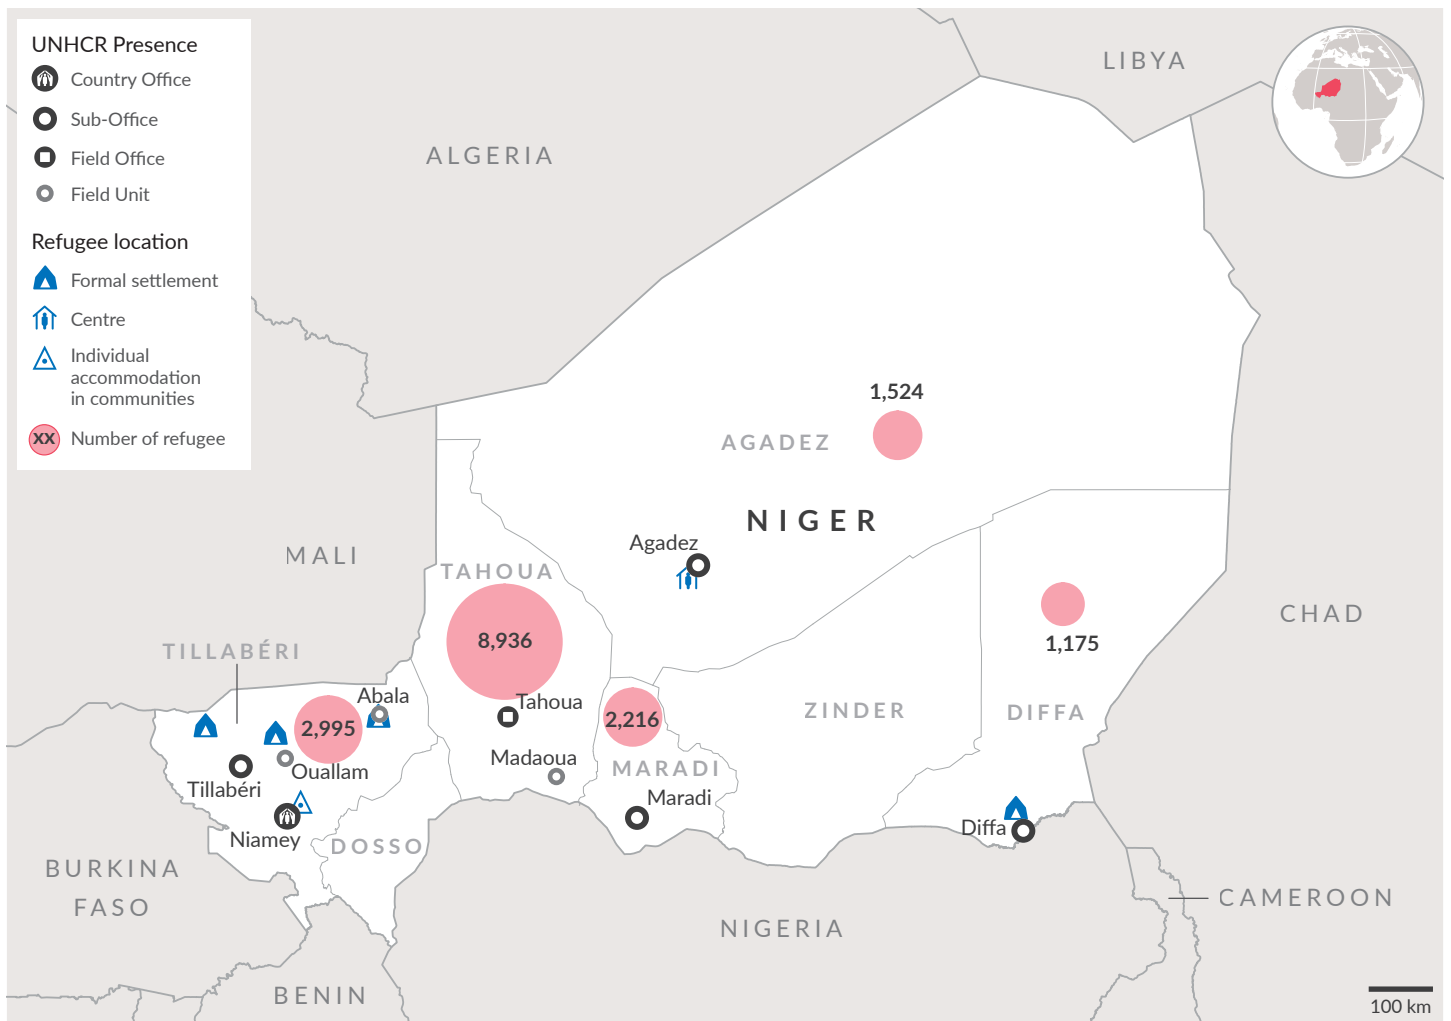 UNHCR Presence
Country Office
Sub-Office
Field Office
Field Unit
Refugee location
Formal settlement
Centre
Individual
accommodation
in communities
XX
Number of refugee
LIBYA
ALGERIA
1,524
AGADEZ
NIGER
Agadez
MALI
TAHOUA
8,936
CHAD
1,175
TILLABÉRI
Abala
Tahoua
2,995
2,216
ZINDER
DIFFA
Ouallam
Madaoua
MARADI
Tillabéri
Maradi
Niamey
DOSSO
Diffa
BURKINA
FASO
CAMEROON
NIGERIA
BENIN
100 km